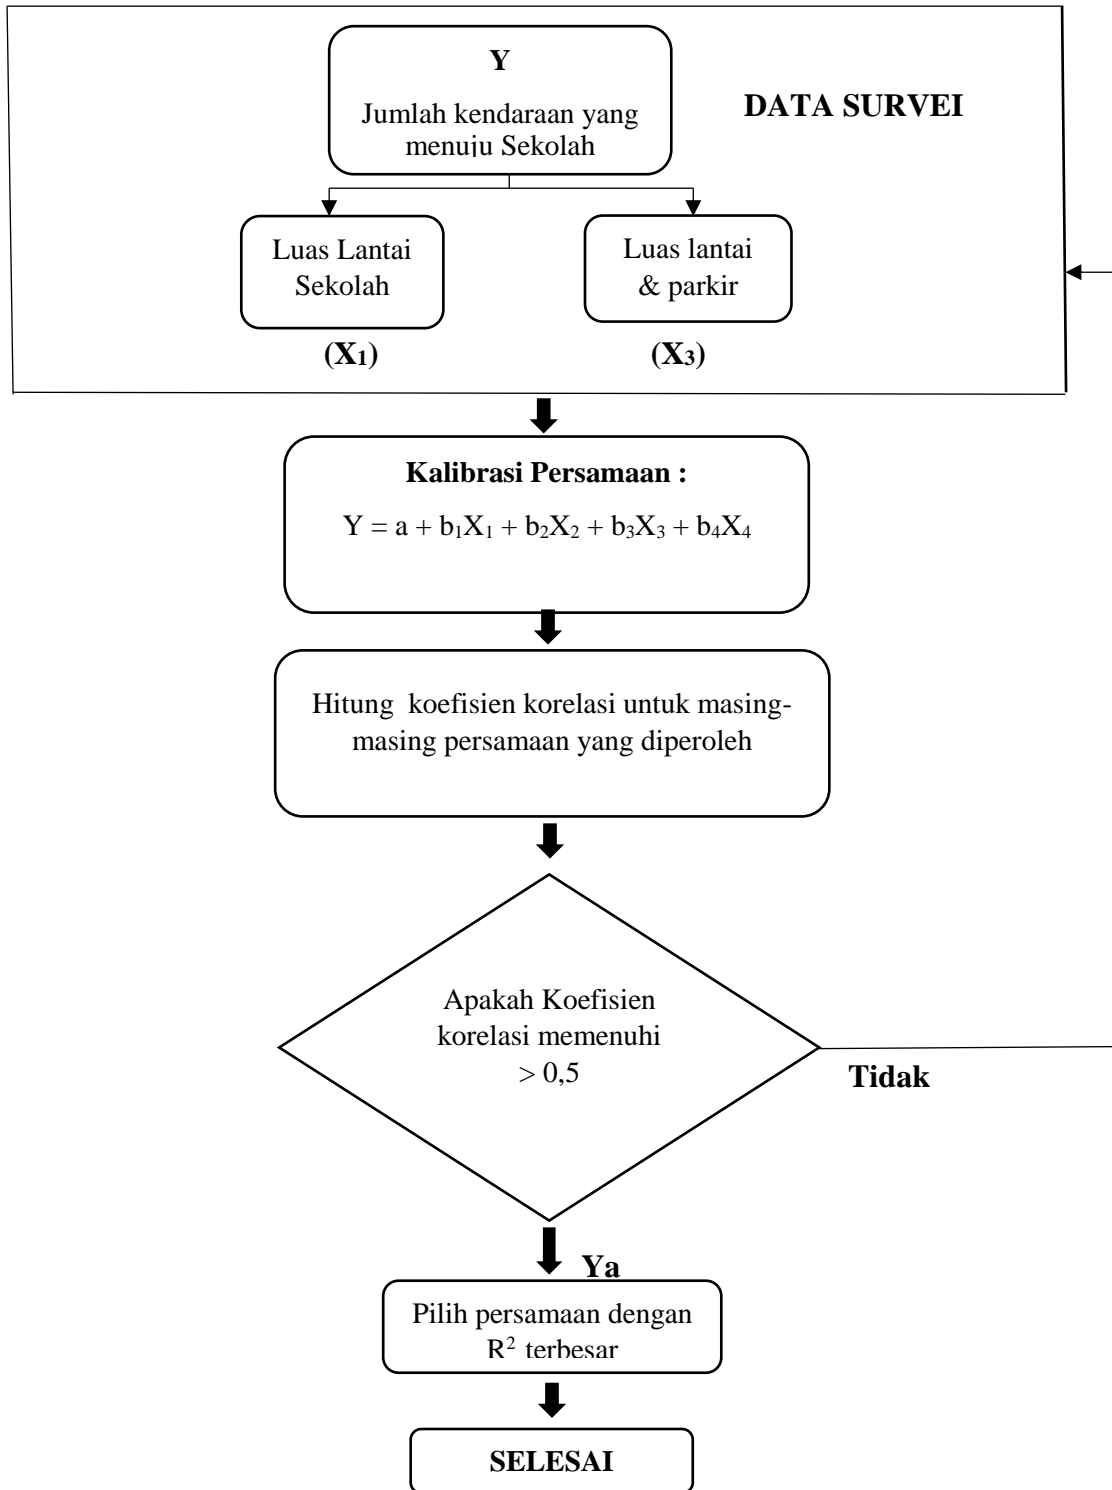 Y
Jumlah kendaraan yang
menuju Sekolah
DATA SURVEI
Luas Lantai
Sekolah
Luas lantai
& parkir
(X₁)
(X₃)
Kalibrasi Persamaan :
Y = a + b₁X₁ + b₂X₂ + b₃X₃ + b₄X₄
Hitung koefisien korelasi untuk masing-
masing persamaan yang diperoleh
Apakah Koefisien
korelasi memenuhi
> 0,5
Tidak
Ya
Pilih persamaan dengan
R² terbesar
SELESAI